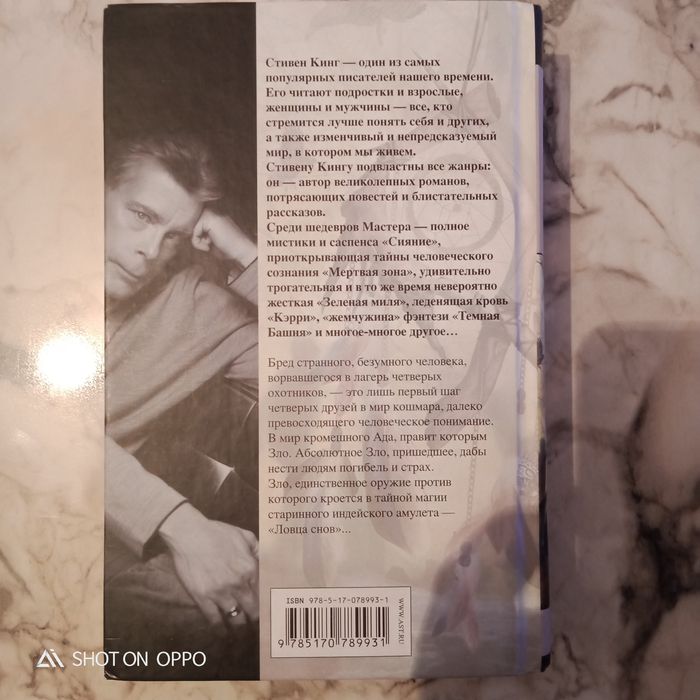 Стивен Кинг — один из самых
популярных писателей нашего времени.
Его читают подростки и взрослые,
женщины и мужчины — все, кто
стремится лучше понять себя и других,
а также изменчивый и непредсказуемый
мир, в котором мы живем.
Стивену Кингу подвластны все жанры:
он — автор великолепных романов,
потрясающих повестей и блистательных
рассказов.
Среди шедевров Мастера — полное
мистики и саспенса «Сияние»,
приоткрывающая тайны человеческого
сознания «Мертвая зона», удивительно
трогательная и в то же время невероятно
жесткая «Зеленая миля», леденящая кровь
«Кэрри», «жемчужина» фэнтези «Темная
Башня» и многое-многое другое…
Бред странного, безумного человека,
ворвавшегося в лагерь четверых
охотников, — это лишь первый шаг
четверых друзей в мир кошмара, далеко
превосходящего человеческое понимание.
В мир кромешного Ада, правит которым
Зло. Абсолютное Зло, пришедшее, дабы
нести людям погибель и страх.
Зло, единственное оружие против
которого кроется в тайной магии
старинного индейского амулета —
«Ловца снов»...
ISBN 978-5-17-078993-1
9 785170 789931
WWW.AST.RU
SHOT ON OPPO